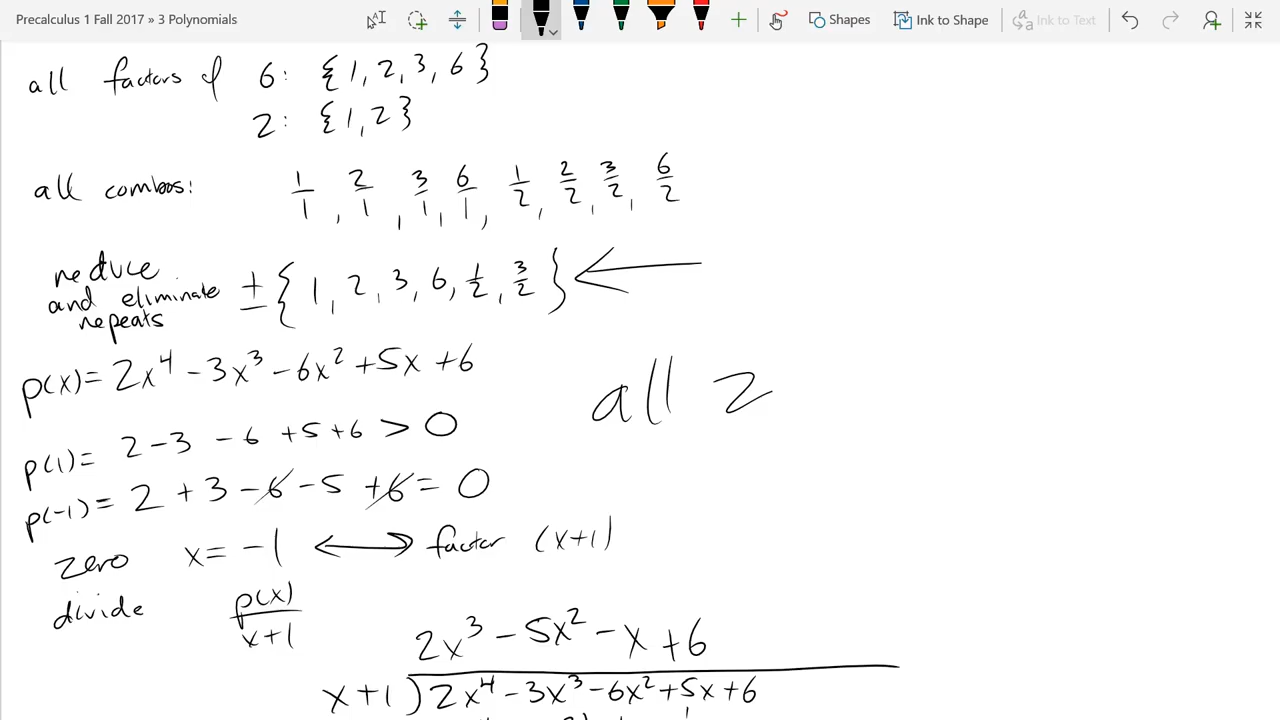 Precalculus 1 Fall 2017 » 3 Polynomials
Shapes
Ink to Shape
Ink to Text
all factors of 6: {1, 2, 3, 6}
2: {1, 2}
all combos: 1/1, 2/1, 3/1, 6/1, 1/2, 2/2, 3/2, 6/2
reduce
and eliminate
repeats
± {1, 2, 3, 6, 1/2, 3/2} ←
p(x) = 2x⁴ - 3x³ - 6x² + 5x + 6
all z
p(1) = 2 - 3 - 6 + 5 + 6 > 0
p(-1) = 2 + 3 - 6 - 5 + 6 = 0
zero x = -1 ↔ factor (x+1)
divide p(x)/x+1
2x³ - 5x² - x + 6
x+1 ) 2x⁴ - 3x³ - 6x² + 5x + 6